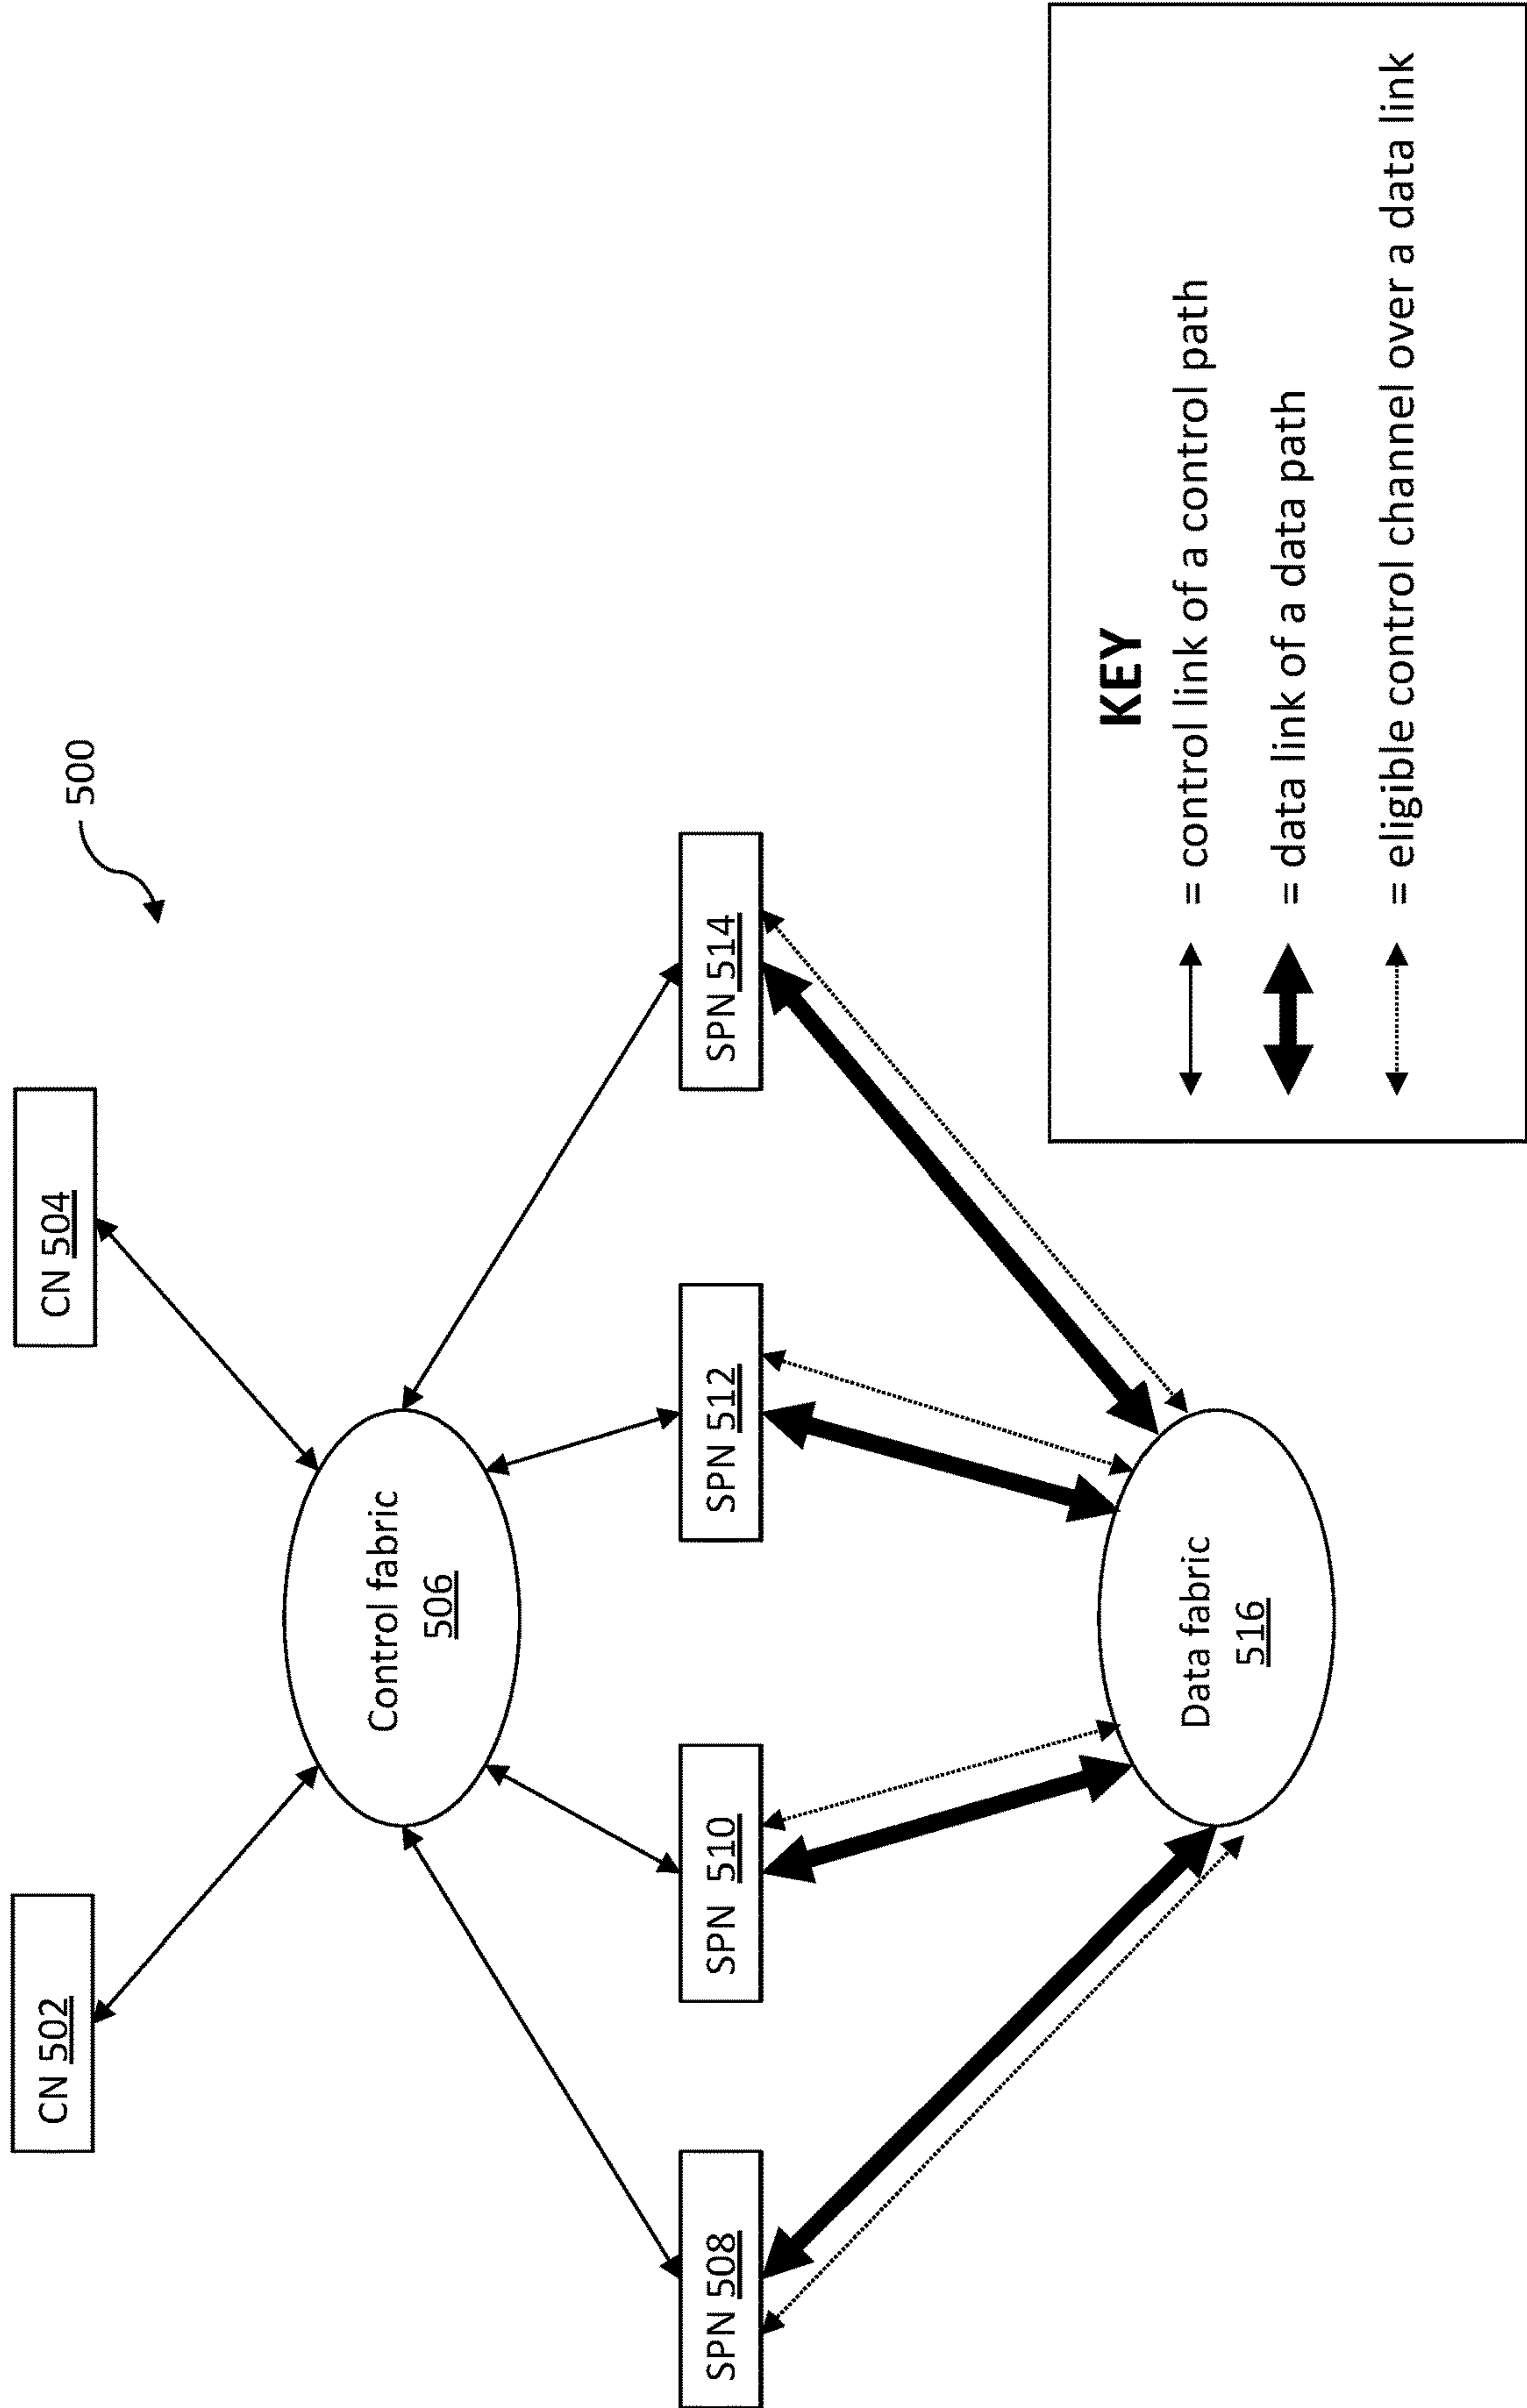 500
CN 502
CN 504
Control fabric
506
SPN 508
SPN 510
SPN 512
SPN 514
Data fabric
516
KEY
= control link of a control path
= data link of a data path
= eligible control channel over a data link